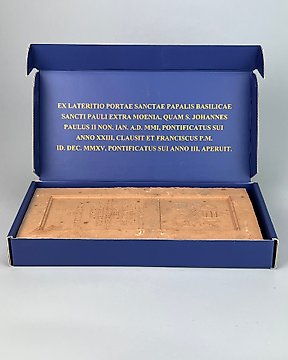 EX LATERITIO PORTAE SANCTAE PAPALIS BASILICAE
SANCTI PAULI EXTRA MOENIA, QUAM S. JOHANNES
PAULUS II NON. IAN. A.D. MMI, PONTIFICATUS SUI
ANNO XXIII, CLAUSIT ET FRANCISCUS P.M.
ID. DEC. MMXV, PONTIFICATUS SUI ANNO III, APERUIT.